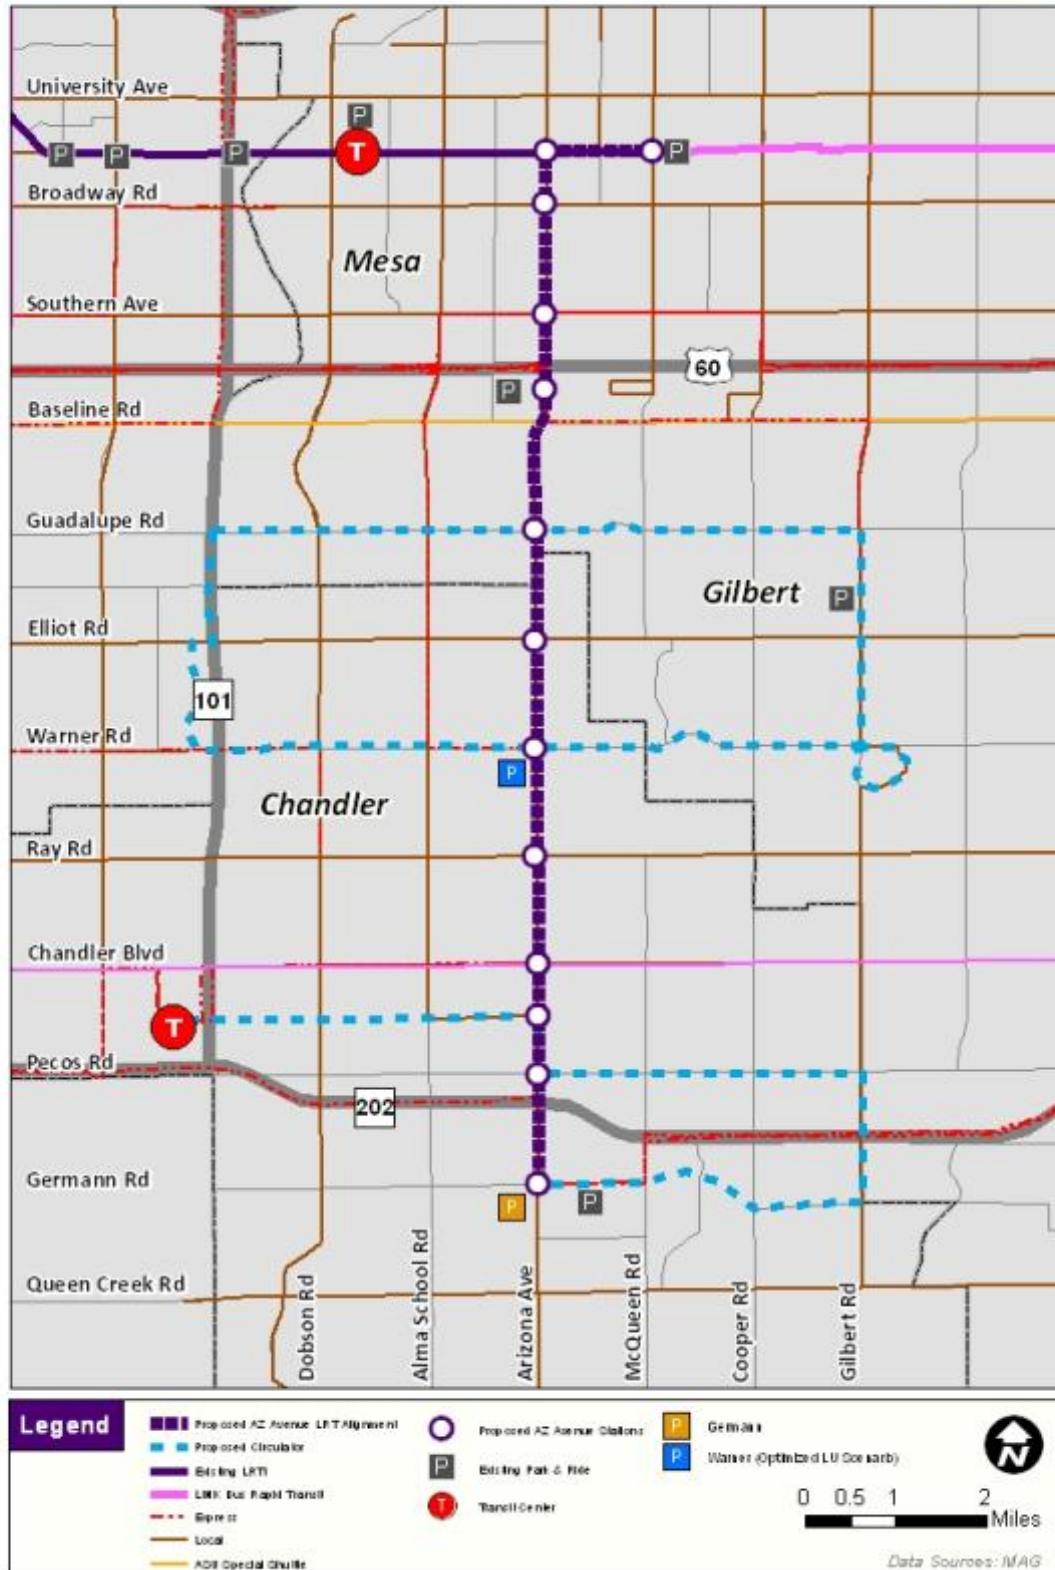 University Ave
P
P
P
P
T
P
Broadway Rd
Mesa
Southern Ave
60
P
Baseline Rd
Guadalupe Rd
Gilbert
P
Elliot Rd
101
Warner Rd
P
Chandler
Ray Rd
Chandler Blvd
T
Pecos Rd
202
Germann Rd
P
P
Queen Creek Rd
Dobson Rd
Alma School Rd
Arizona Ave
McQueen Rd
Cooper Rd
Gilbert Rd
Legend
Proposed AZ Avenue LRT Alignment
Proposed Circulator
Existing LRT
LINK Bus Rapid Transit
Express
Local
Special Shuttle
Proposed AZ Avenue Stations
P Existing Park & Ride
T Transit Center
P Germann
P Warner (Optimized LU Scenario)
N
0 0.5 1 2
Miles
Data Sources: MAG